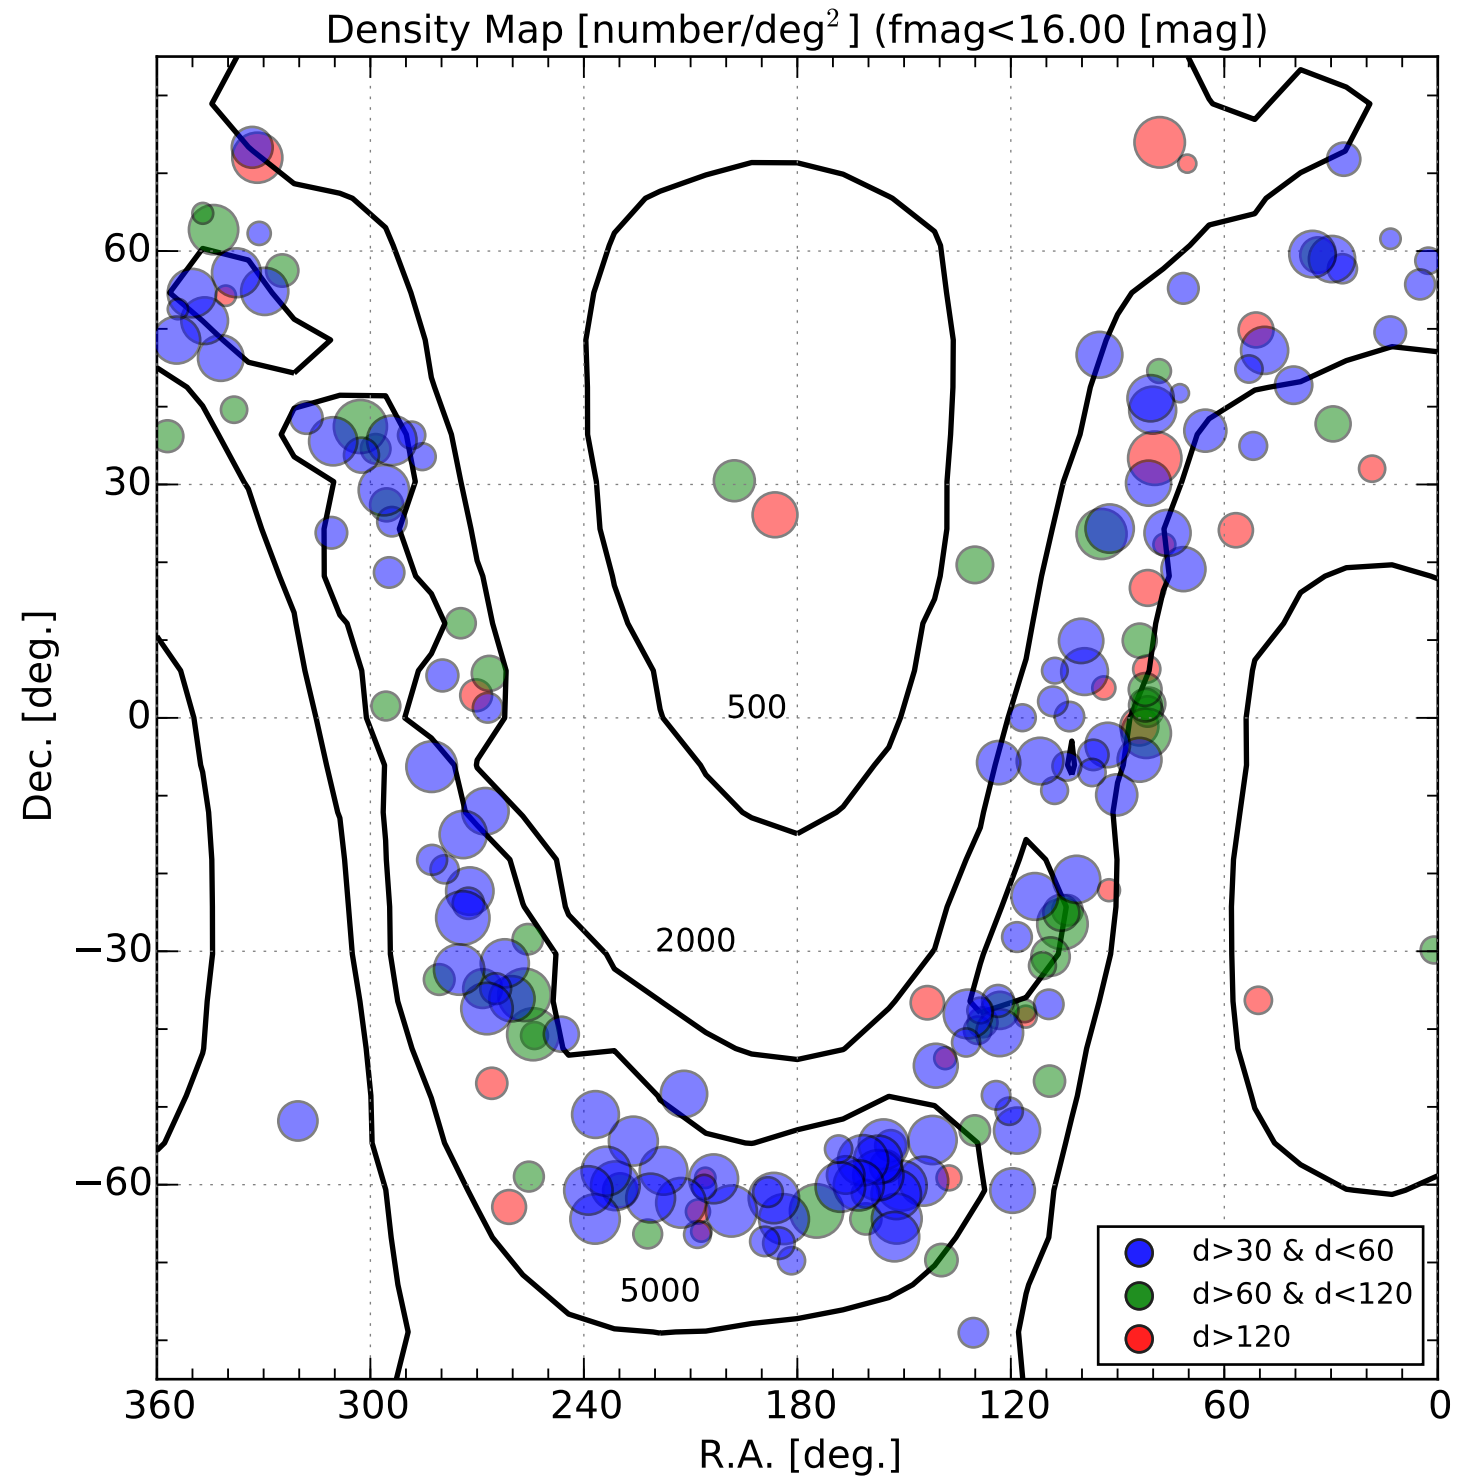 Density Map [number/deg²] (fmag<16.00 [mag])
60
30
0
−30
−60
Dec. [deg.]
500
2000
5000
d>30 & d<60
d>60 & d<120
d>120
360 300 240 180 120 60 0
R.A. [deg.]